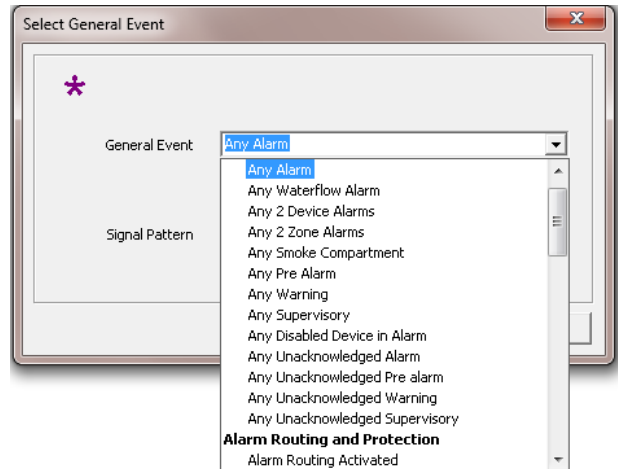 Select General Event
General Event
Any Alarm
Any Alarm
Any Waterflow Alarm
Any 2 Device Alarms
Any 2 Zone Alarms
Signal Pattern
Any Smoke Compartment
Any Pre Alarm
Any Warning
Any Supervisory
Any Disabled Device in Alarm
Any Unacknowledged Alarm
Any Unacknowledged Pre alarm
Any Unacknowledged Warning
Any Unacknowledged Supervisory
Alarm Routing and Protection
Alarm Routing Activated